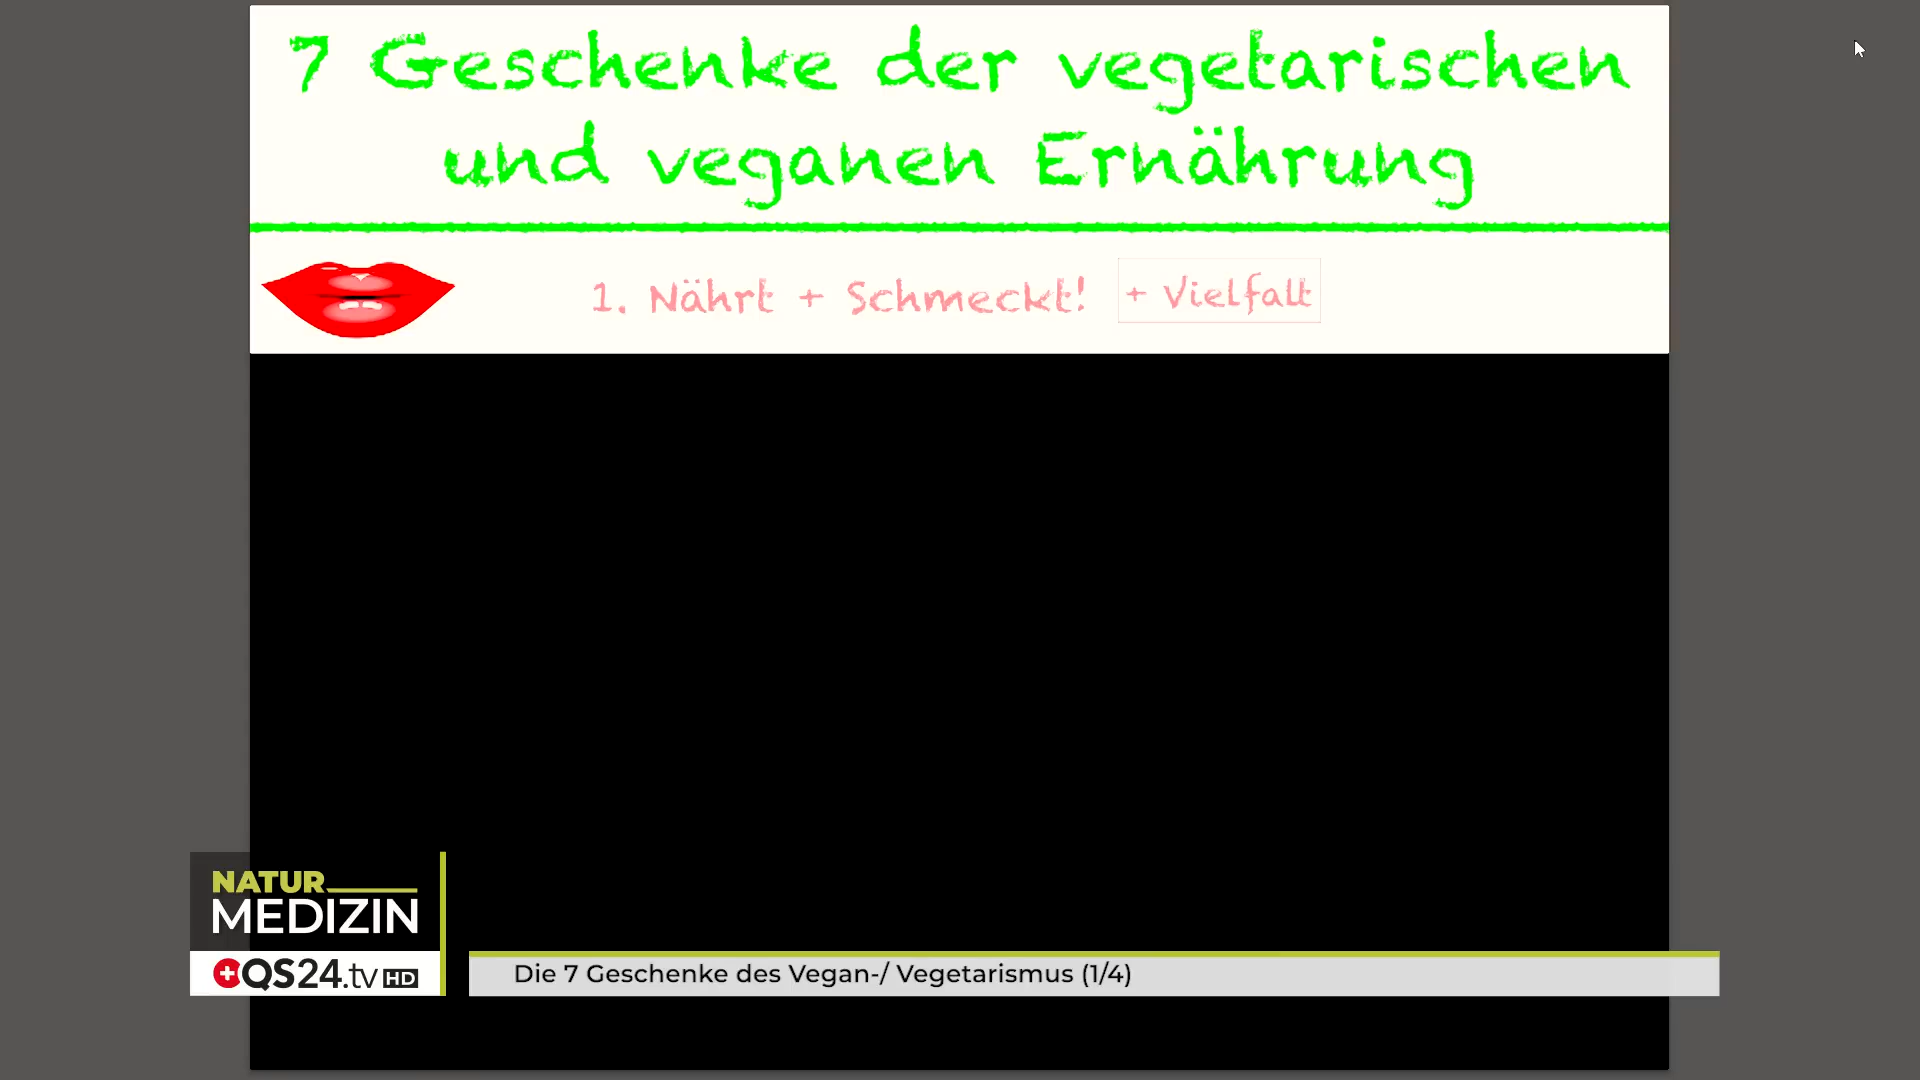 7 Geschenke der vegetarischen
und veganen Ernährung
1. Nährt + Schmeckt! + Vielfalt
NATUR
MEDIZIN
QS24.tv HD
Die 7 Geschenke des Vegan-/ Vegetarismus (1/4)